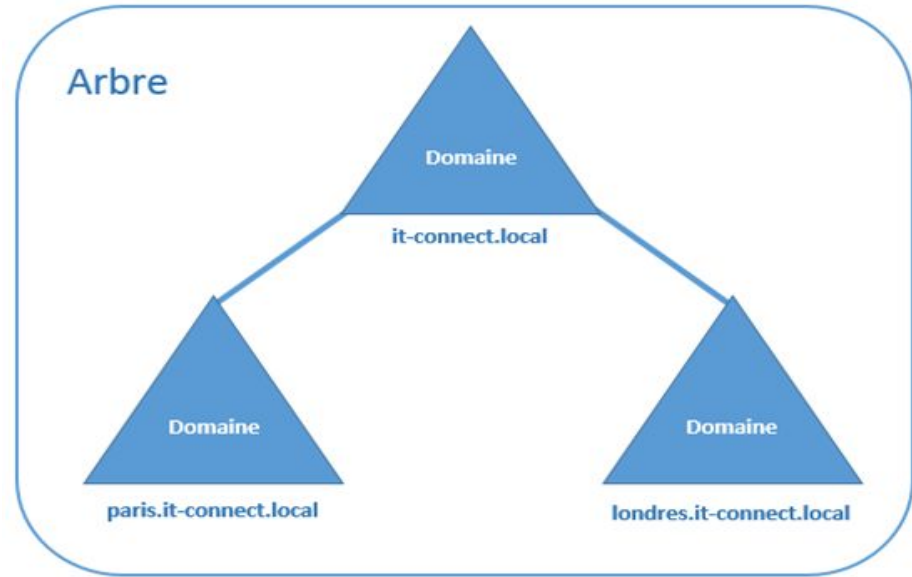 Arbre
Domaine
it-connect.local
Domaine
Domaine
paris.it-connect.local
londres.it-connect.local